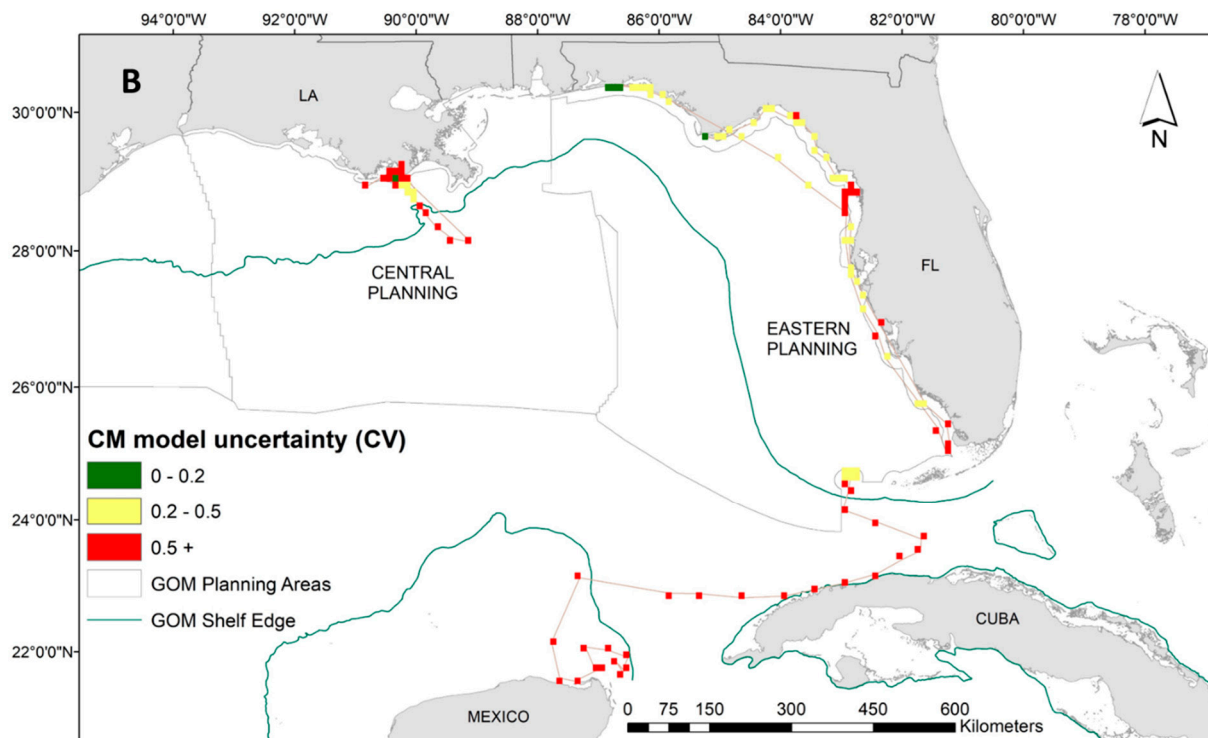 94°0'0"W 92°0'0"W 90°0'0"W 88°0'0"W 86°0'0"W 84°0'0"W 82°0'0"W 80°0'0"W 78°0'0"W
B
LA
30°0'0"N
N
28°0'0"N
CENTRAL
PLANNING
FL
EASTERN
PLANNING
26°0'0"N
CM model uncertainty (CV)
0 - 0.2
0.2 - 0.5
0.5 +
GOM Planning Areas
GOM Shelf Edge
24°0'0"N
22°0'0"N
CUBA
MEXICO
0 75 150 300 450 600
Kilometers